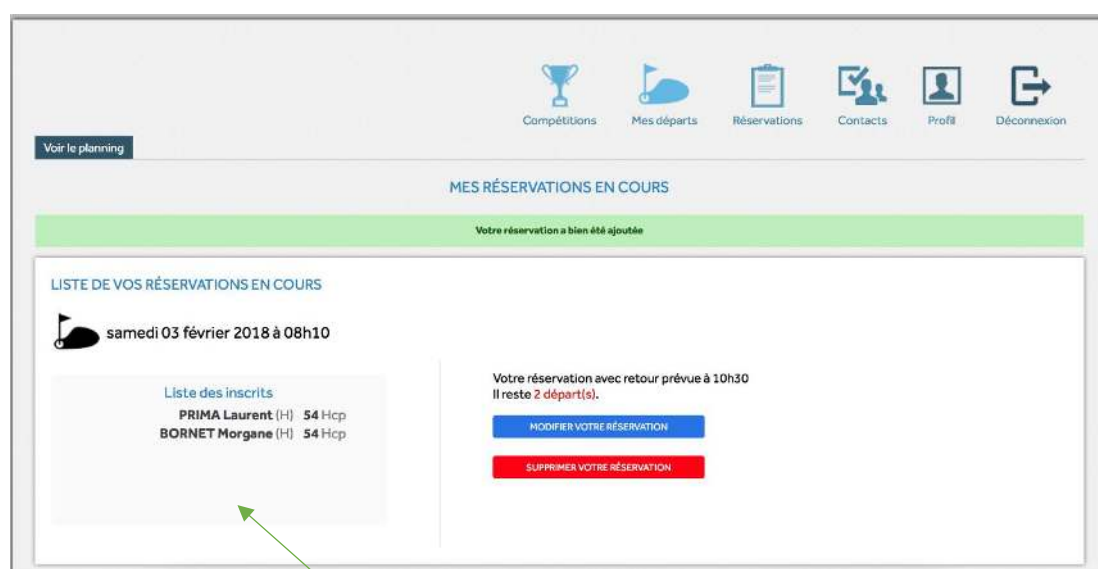 Compétitions Mes départs Réservations Contacts Profil Déconnexion
Voir le planning
MES RÉSERVATIONS EN COURS
Votre réservation a bien été ajoutée
LISTE DE VOS RÉSERVATIONS EN COURS
samedi 03 février 2018 à 08h10
Liste des inscrits
PRIMA Laurent (H) 54 Hcp
BORNET Morgane (H) 54 Hcp
Votre réservation avec retour prévue à 10h30
Il reste 2 départ(s).
MODIFIER VOTRE RÉSERVATION
SUPPRIMER VOTRE RÉSERVATION